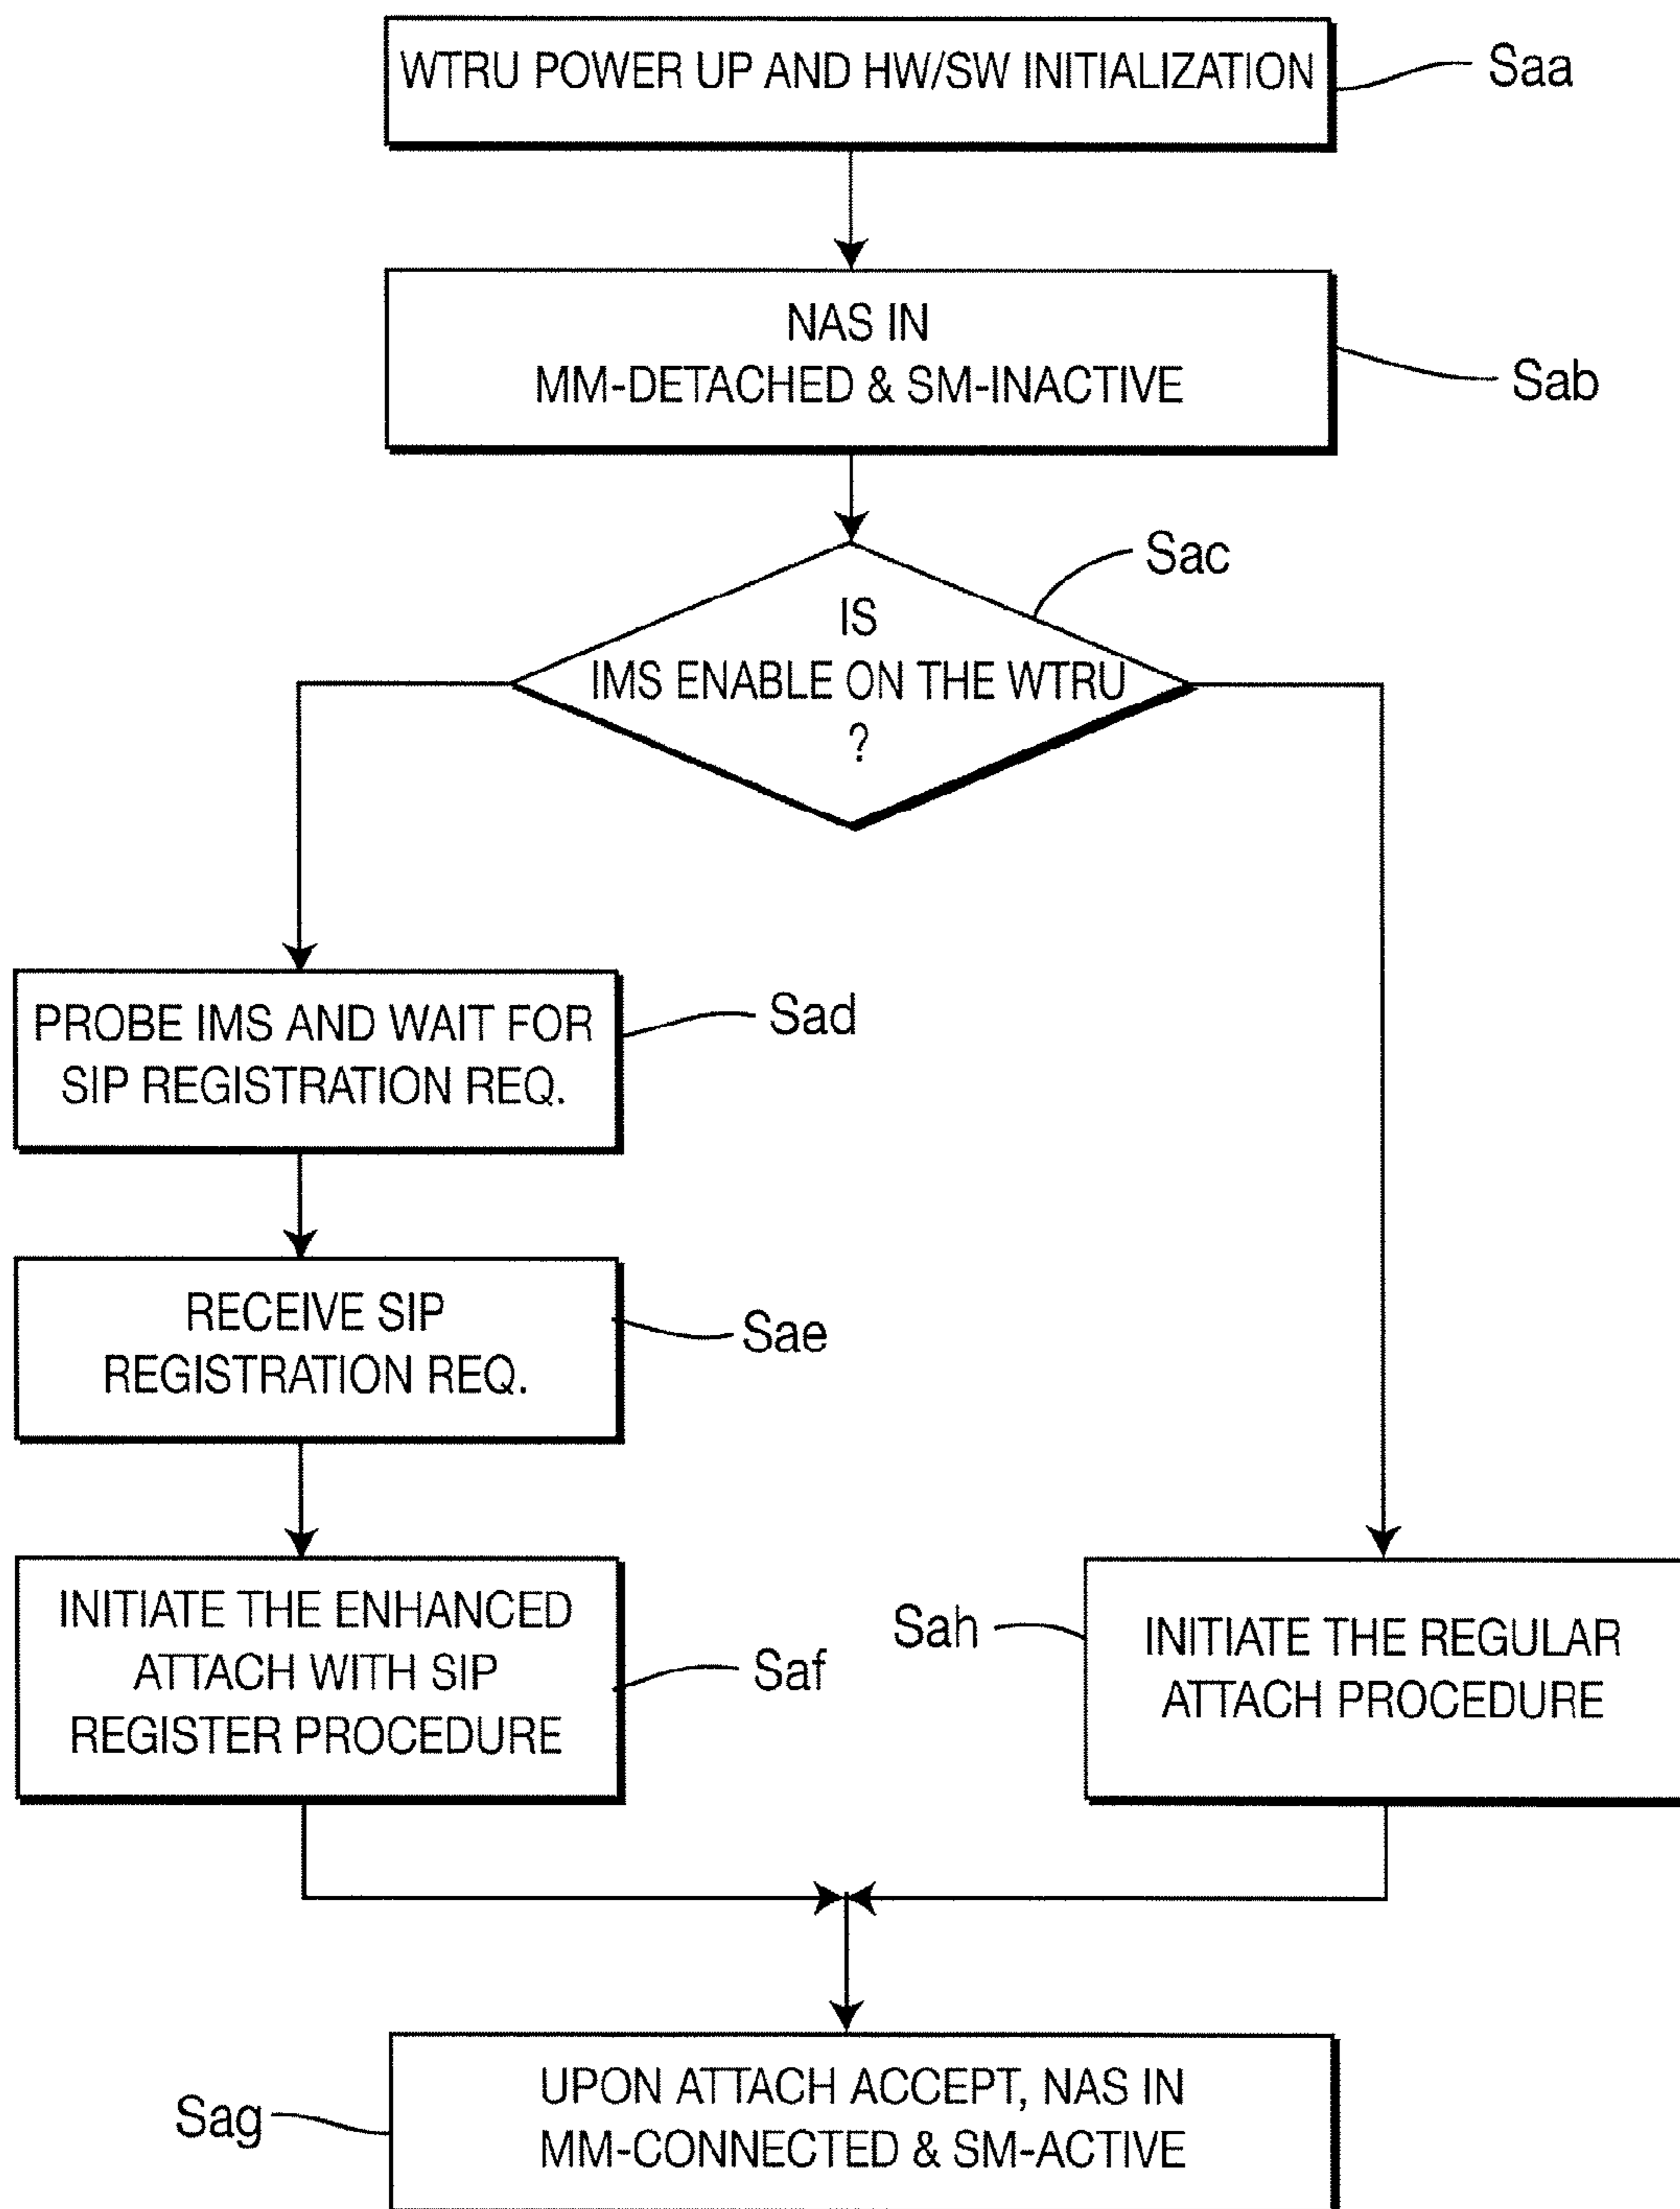 WTRU POWER UP AND HW/SW INITIALIZATION
Saa
NAS IN
MM-DETACHED & SM-INACTIVE
Sab
Sac
IS
IMS ENABLE ON THE WTRU
?
PROBE IMS AND WAIT FOR
SIP REGISTRATION REQ.
Sad
RECEIVE SIP
REGISTRATION REQ.
Sae
INITIATE THE ENHANCED
ATTACH WITH SIP
REGISTER PROCEDURE
Saf
Sah
INITIATE THE REGULAR
ATTACH PROCEDURE
UPON ATTACH ACCEPT, NAS IN
MM-CONNECTED & SM-ACTIVE
Sag